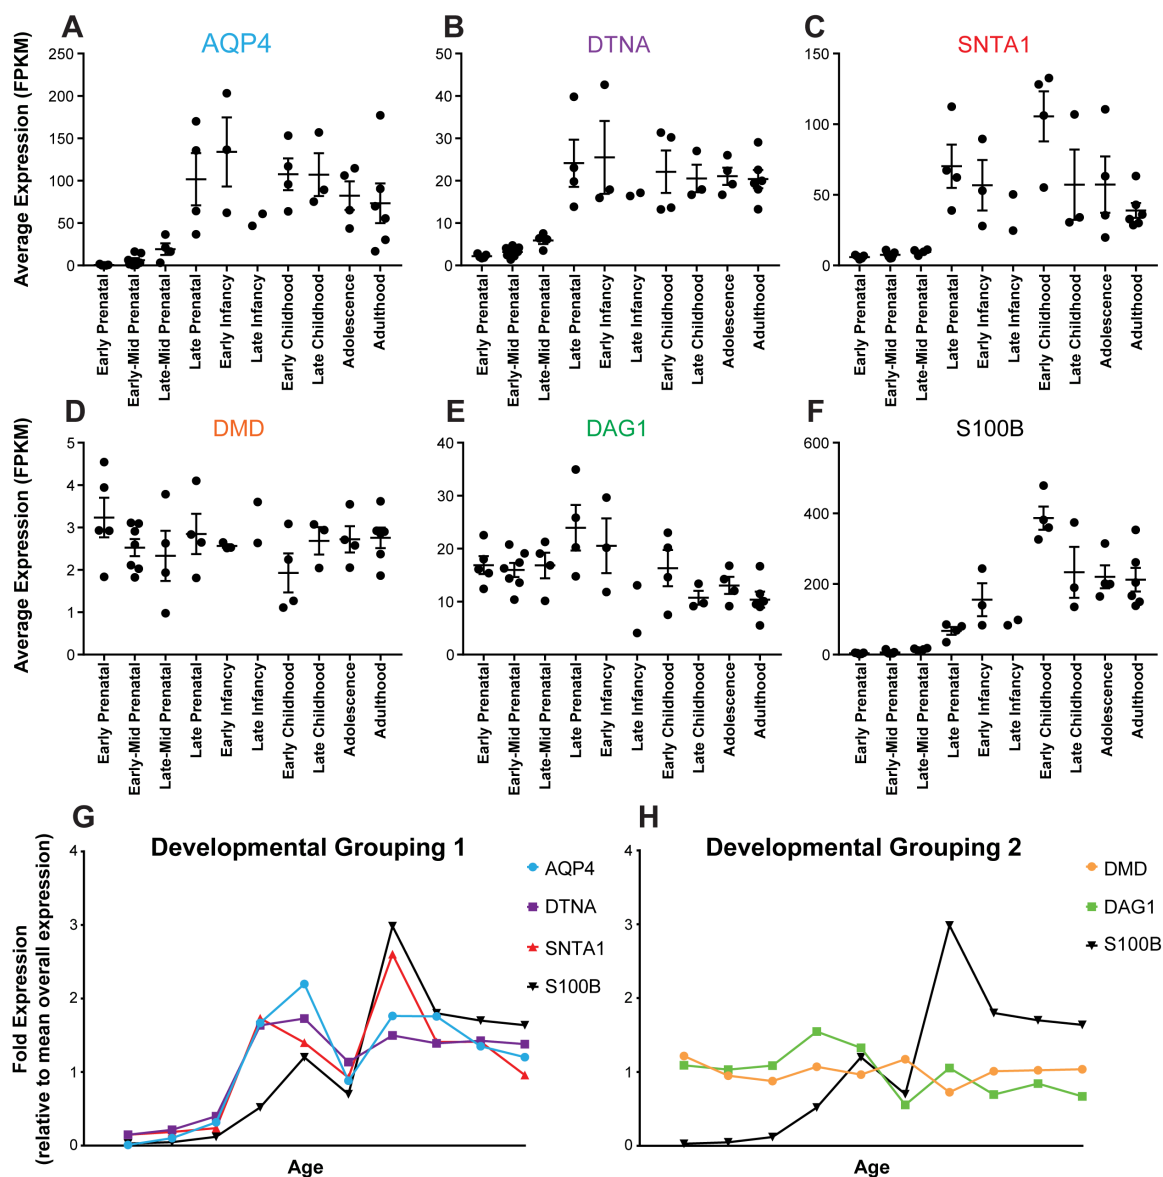 A
AQP4
Average Expression (FPKM)
250
200
150
100
50
0
Early Prenatal
Early-Mid Prenatal
Late-Mid Prenatal
Late Prenatal
Early Infancy
Late Infancy
Early Childhood
Late Childhood
Adolescence
Adulthood
B
DTNA
50
40
30
20
10
0
Early Prenatal
Early-Mid Prenatal
Late-Mid Prenatal
Late Prenatal
Early Infancy
Late Infancy
Early Childhood
Late Childhood
Adolescence
Adulthood
C
SNTA1
150
100
50
0
Early Prenatal
Early-Mid Prenatal
Late-Mid Prenatal
Late Prenatal
Early Infancy
Late Infancy
Early Childhood
Late Childhood
Adolescence
Adulthood
D
DMD
Average Expression (FPKM)
5
4
3
2
1
0
Early Prenatal
Early-Mid Prenatal
Late-Mid Prenatal
Late Prenatal
Early Infancy
Late Infancy
Early Childhood
Late Childhood
Adolescence
Adulthood
E
DAG1
40
30
20
10
0
Early Prenatal
Early-Mid Prenatal
Late-Mid Prenatal
Late Prenatal
Early Infancy
Late Infancy
Early Childhood
Late Childhood
Adolescence
Adulthood
F
S100B
600
400
200
0
Early Prenatal
Early-Mid Prenatal
Late-Mid Prenatal
Late Prenatal
Early Infancy
Late Infancy
Early Childhood
Late Childhood
Adolescence
Adulthood
G
Developmental Grouping 1
Fold Expression
(relative to mean overall expression)
4
3
2
1
0
AQP4
DTNA
SNTA1
S100B
Age
H
Developmental Grouping 2
4
3
2
1
0
DMD
DAG1
S100B
Age